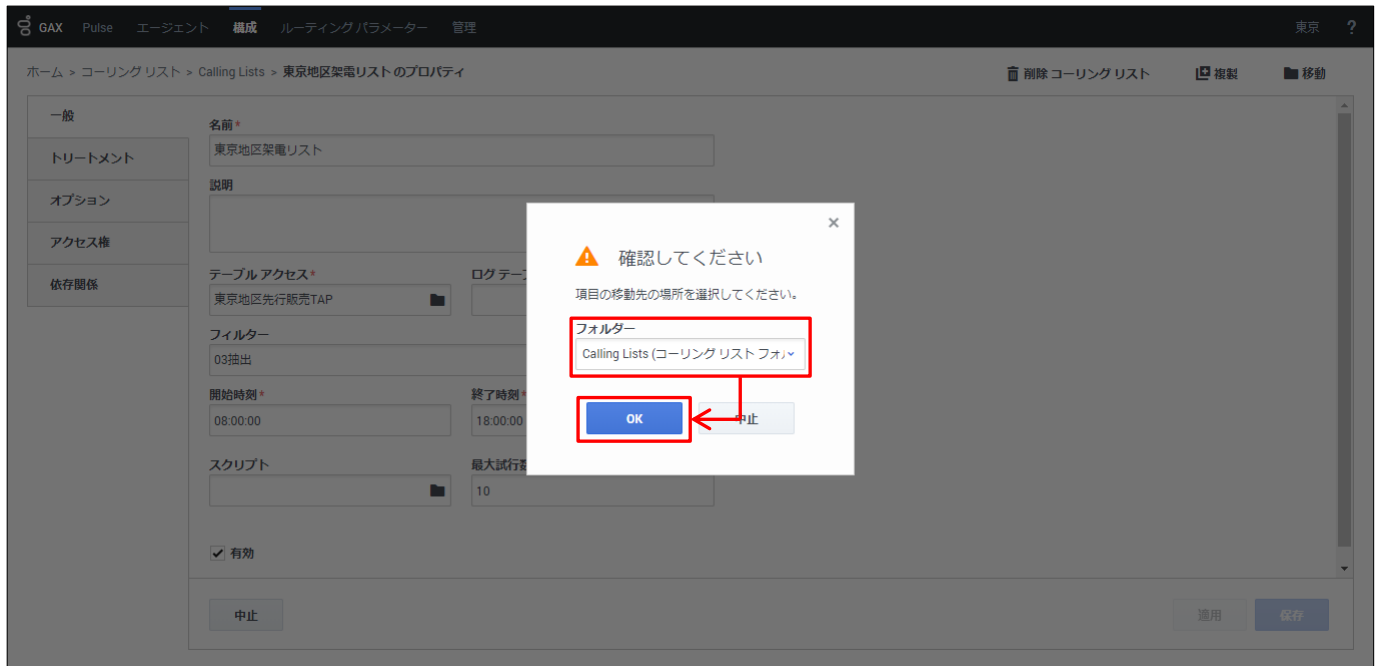 GAX Pulse エージェント 構成 ルーティング パラメーター 管理 東京 ?
ホーム > コーリング リスト > Calling Lists > 東京地区架電リスト のプロパティ 削除 コーリング リスト 複製 移動
一般
トリートメント
オプション
アクセス権
依存関係
名前*
東京地区架電リスト
説明
テーブル アクセス* ログ テー
東京地区先行販売TAP
フィルター
03抽出
開始時刻* 終了時刻*
08:00:00 18:00:00
スクリプト 最大試行
10
有効
中止 適用 保存
×
確認してください
項目の移動先の場所を選択してください。
フォルダー
Calling Lists (コーリング リスト フォ
OK 中止